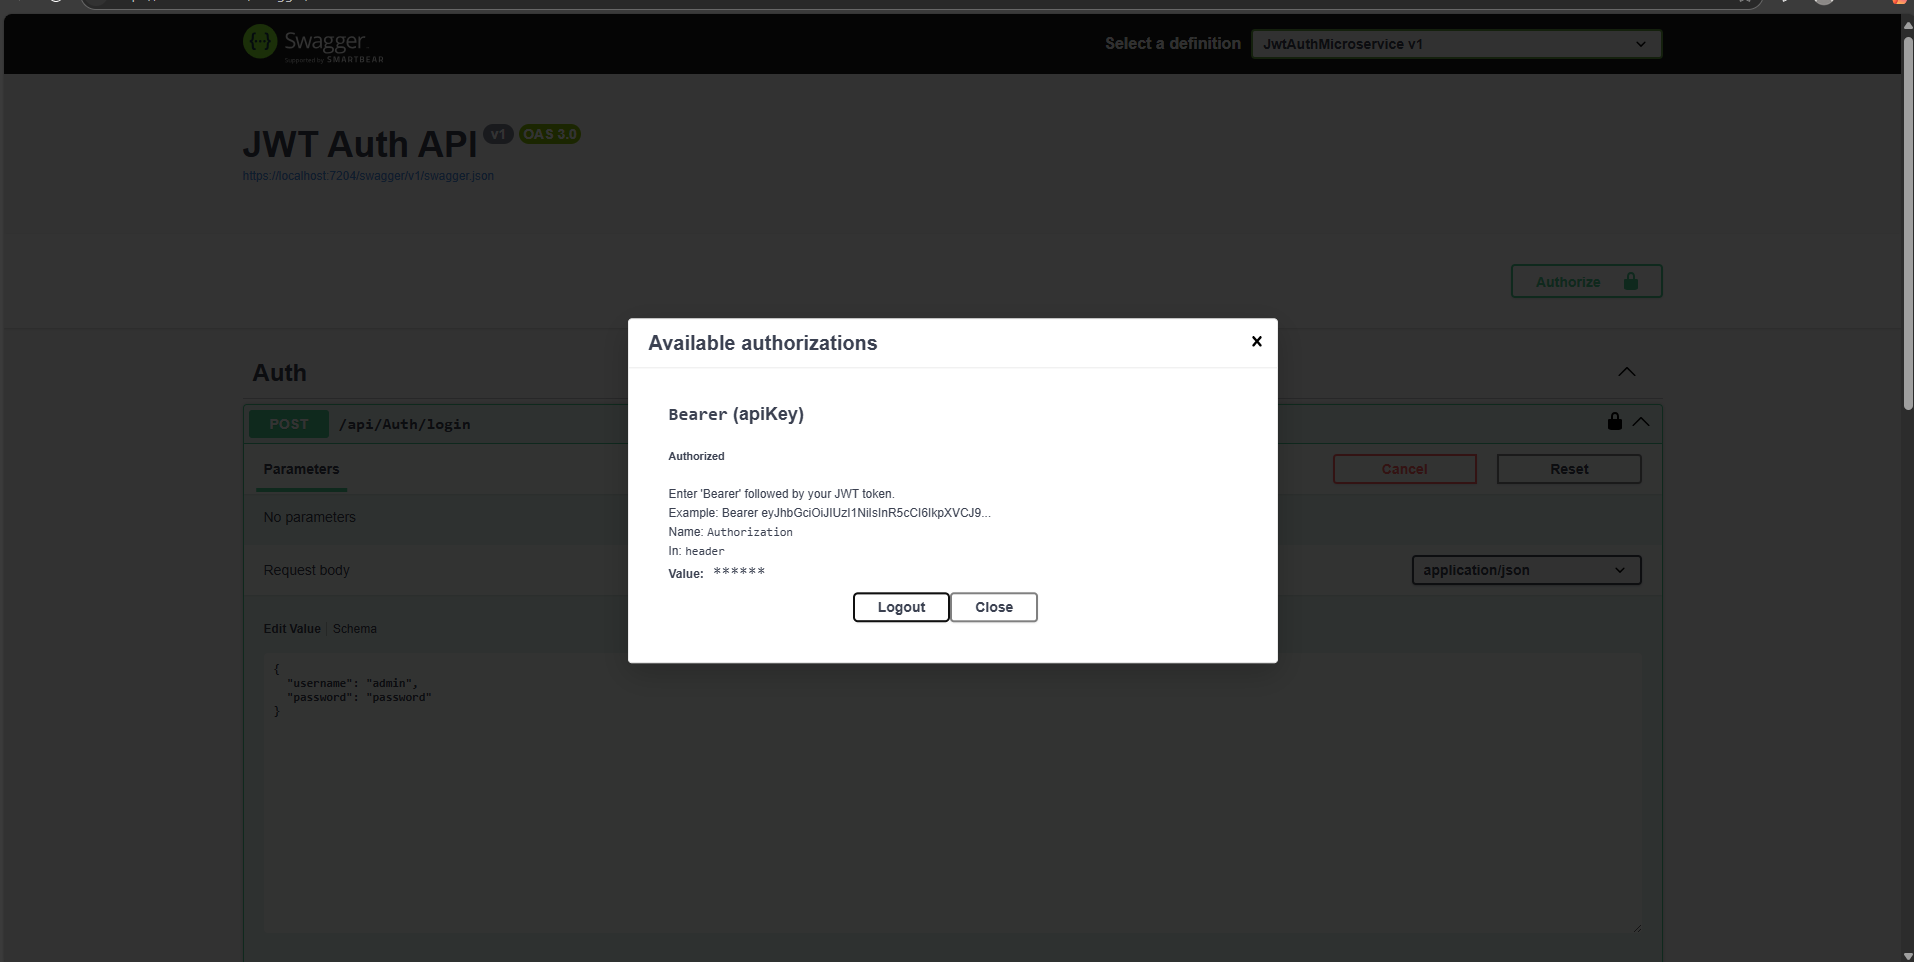 Swagger
Supported by SMARTBEAR
Select a definition
JwtAuthMicroservice v1
JWT Auth API v1 OAS 3.0
https://localhost:7204/swagger/v1/swagger.json
Authorize
Available authorizations
Auth
Bearer (apiKey)
POST /api/Auth/login
Authorized
Parameters
Cancel
Reset
Enter 'Bearer' followed by your JWT token.
Example: Bearer eyJhbGciOiJIUzI1NiIsInR5cCI6IkpXVCJ9...
No parameters
Name: Authorization
In: header
Request body
application/json
Value: ******
Logout
Close
Edit Value
Schema
{
"username": "admin",
"password": "password"
}